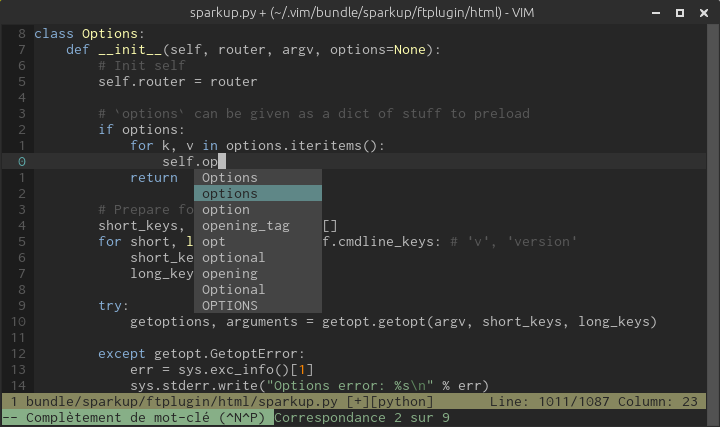 sparkup.py + (~/.vim/bundle/sparkup/ftplugin/html) - VIM
8 class Options:
7     def __init__(self, router, argv, options=None):
6         # Init self
5         self.router = router
4
3         # `options` can be given as a dict of stuff to preload
2         if options:
1             for k, v in options.iteritems():
0                 self.op
1             return  Options
2 options
3         # Prepare fo option
4         short_keys, opening_tag []
5         for short, l opt f.cmdline_keys: # 'v', 'version'
6             short_ke optional
7             long_key opening
8 Optional
9         try: OPTIONS
10             getoptions, arguments = getopt.getopt(argv, short_keys, long_keys)
11
12         except getopt.GetoptError:
13             err = sys.exc_info()[1]
14             sys.stderr.write("Options error: %s\n" % err)
1 bundle/sparkup/ftplugin/html/sparkup.py [+][python] Line: 1011/1087 Column: 23
-- Complètement de mot-clé (^N^P) Correspondance 2 sur 9